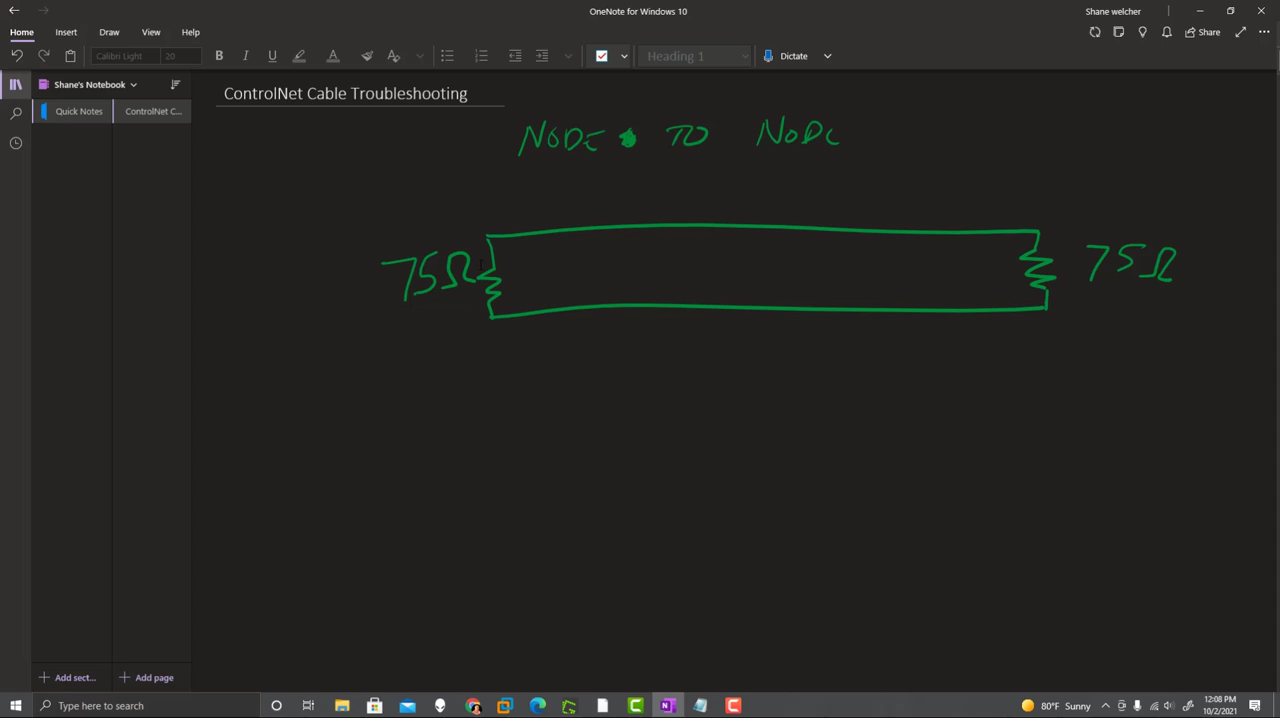 OneNote for Windows 10
Shane welcher
Home Insert Draw View Help
Share
Calibri Light 20 B I U A Heading 1 Dictate
Shane's Notebook
ControlNet Cable Troubleshooting
Quick Notes ControlNet C...
NODE TO NODE
75Ω 75Ω
Add sect... Add page
Type here to search
80°F Sunny
12:08 PM
10/2/2021